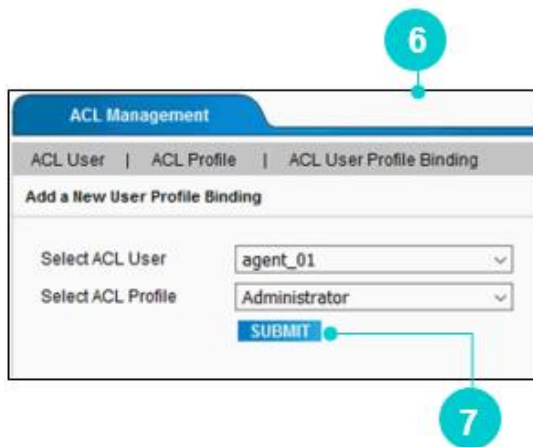 6
ACL Management
ACL User | ACL Profile | ACL User Profile Binding
Add a New User Profile Binding
Select ACL User agent_01
Select ACL Profile Administrator
SUBMIT
7